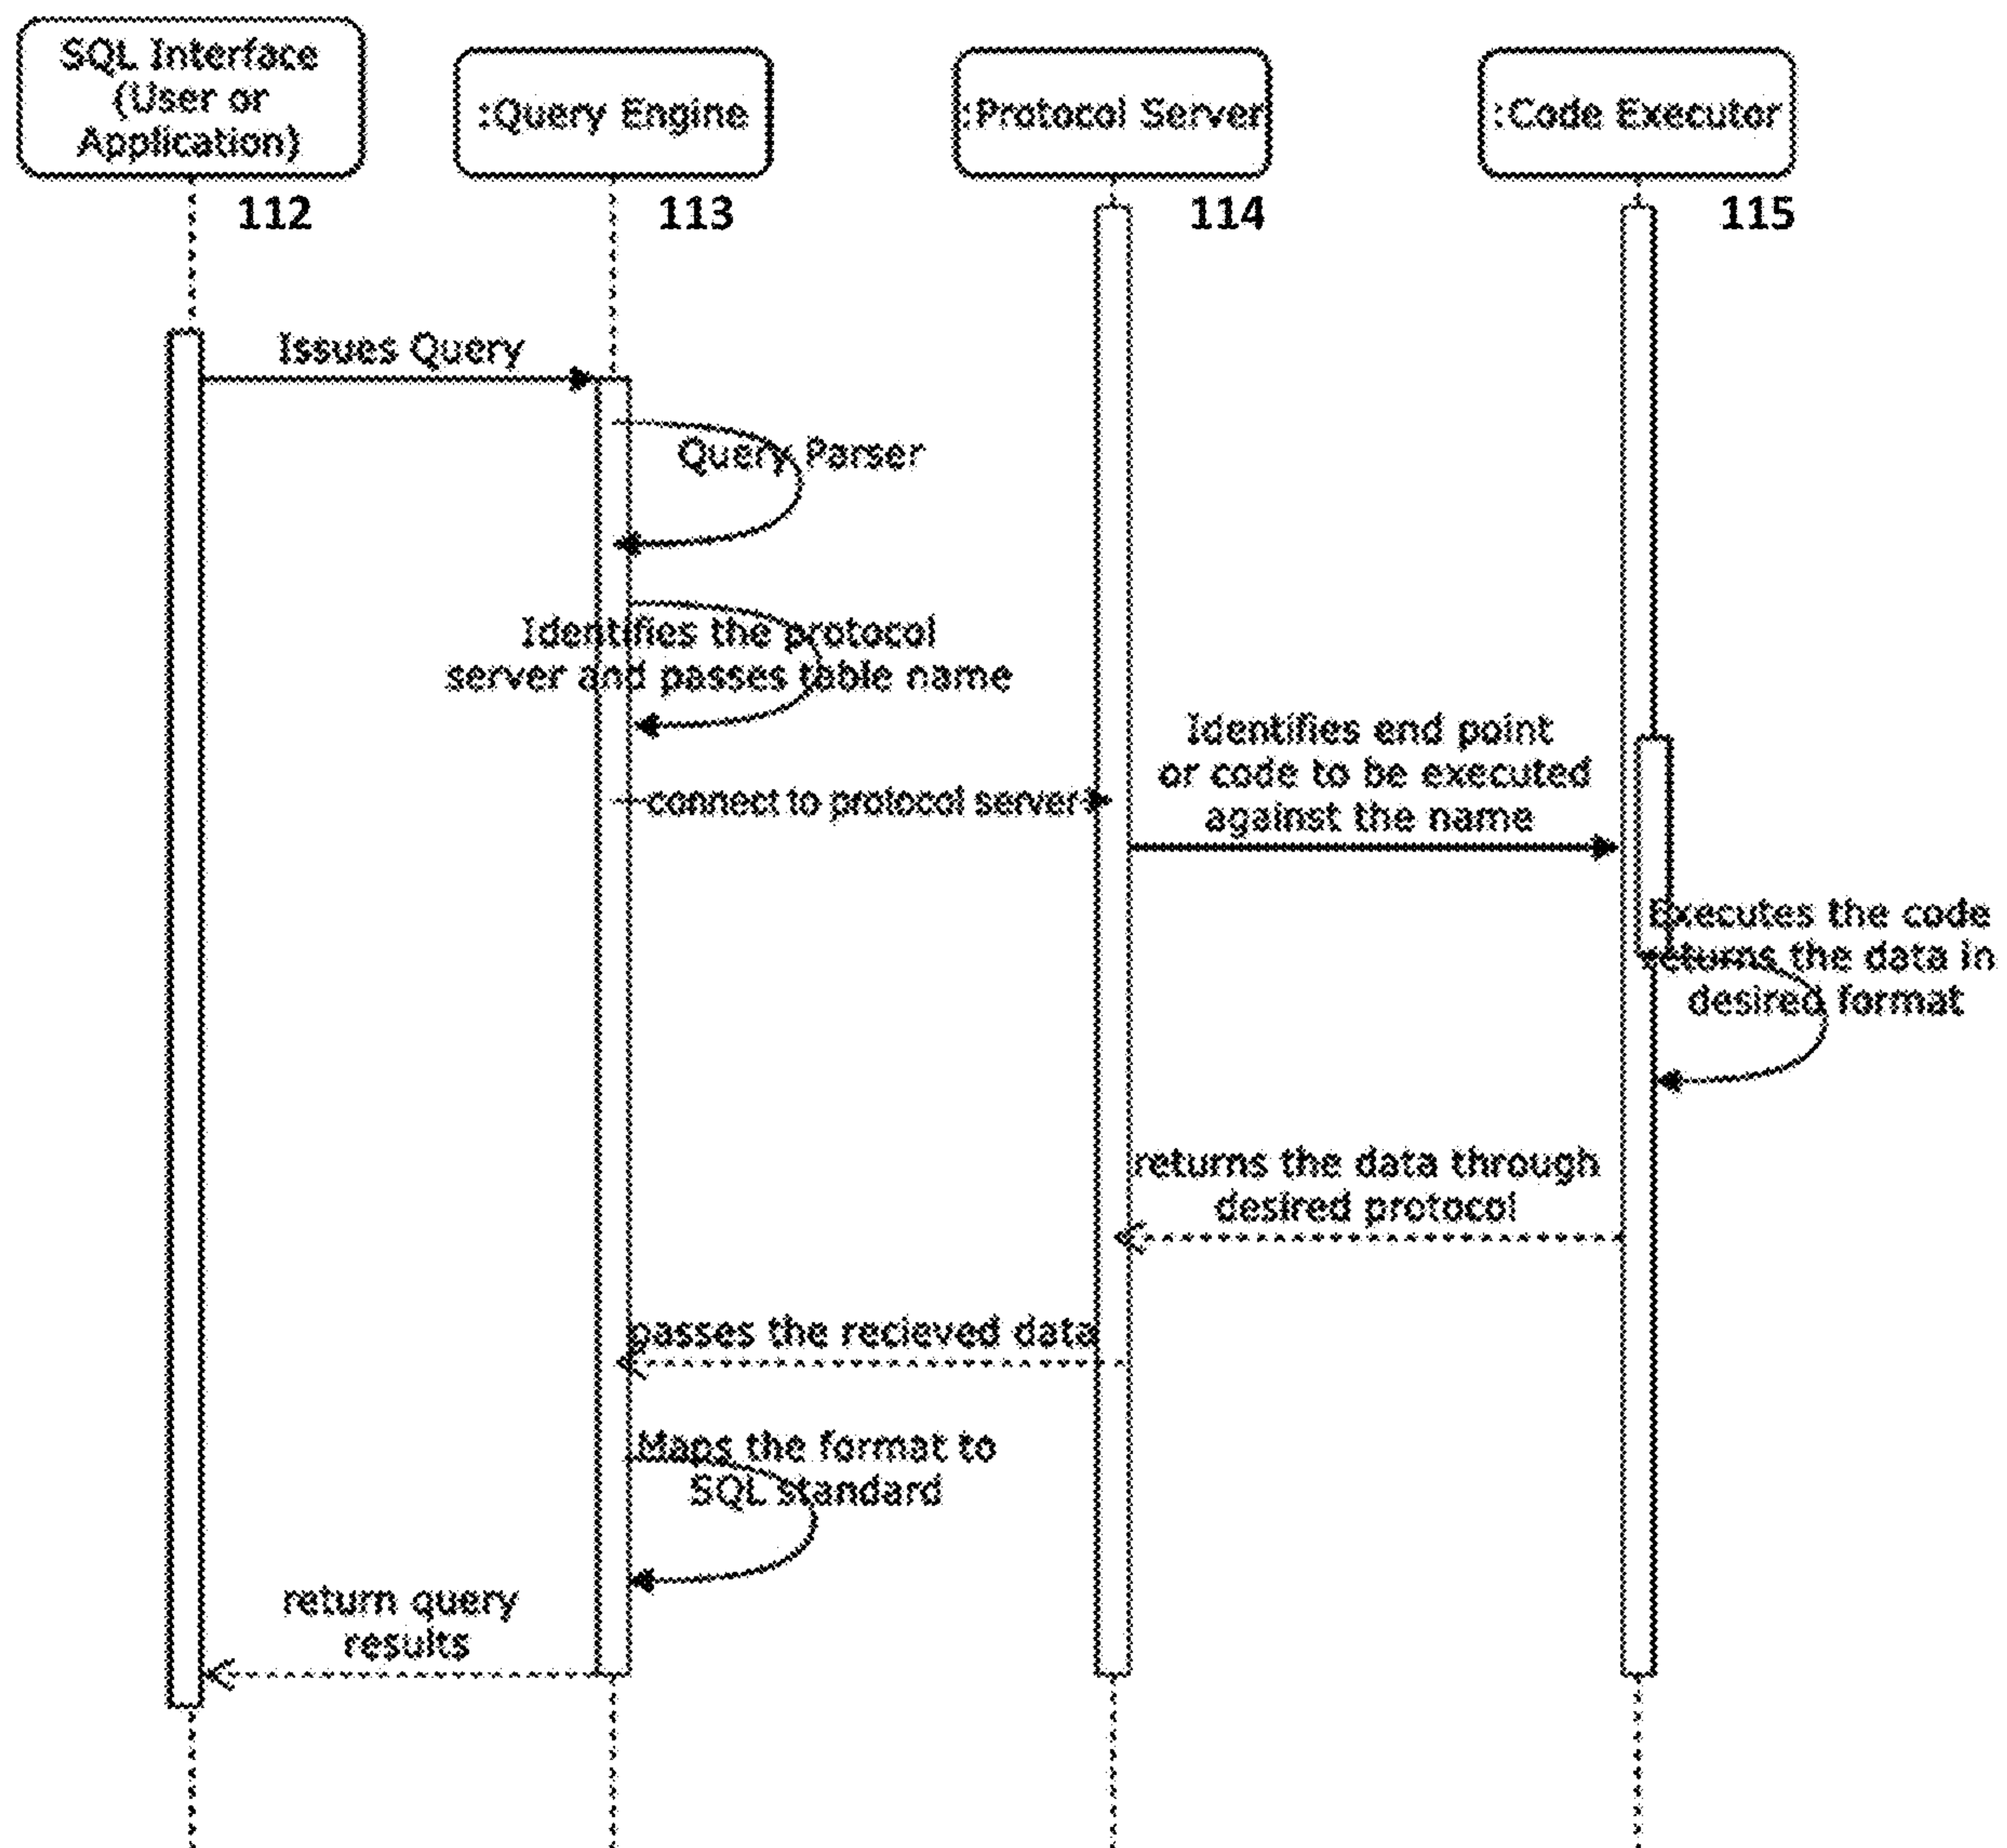 SQL Interface
(User or
Application)
:Query Engine
:Protocol Server
:Code Executor
112
113
114
115
Issues Query
Query Parser
Identifies the protocol
server and passes table name
Identifies end point
or code to be executed
against the name
connect to protocol server
Executes the code
returns the data in
desired format
returns the data through
desired protocol
passes the recieved data
Maps the format to
SQL standard
return query
results